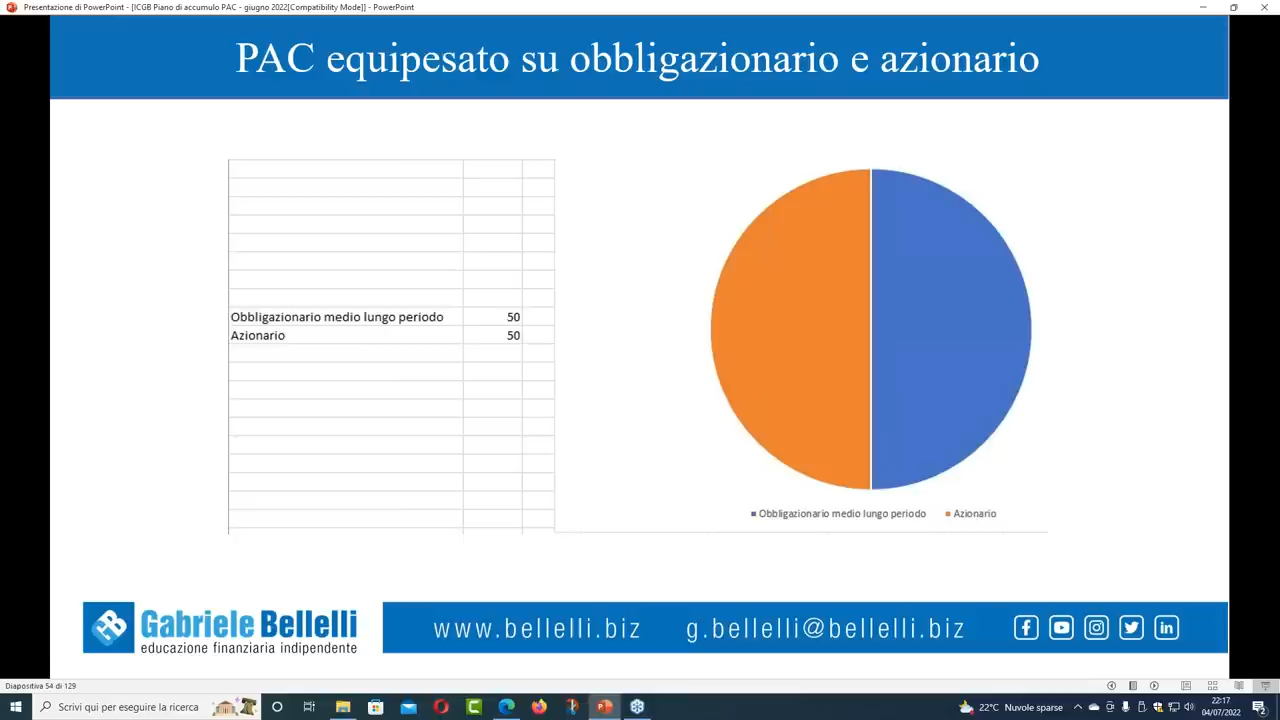 Presentazione di PowerPoint - [ICGB Piano di accumulo PAC - giugno 2022[Compatibility Mode]] - PowerPoint
PAC equipesato su obbligazionario e azionario
Obbligazionario medio lungo periodo 50
Azionario 50
Obbligazionario medio lungo periodo Azionario
Gabriele Bellelli
educazione finanziaria indipendente
www.bellelli.biz g.bellelli@bellelli.biz
Diapositiva 54 di 129
Scrivi qui per eseguire la ricerca
22°C Nuvole sparse
22:17
04/07/2022